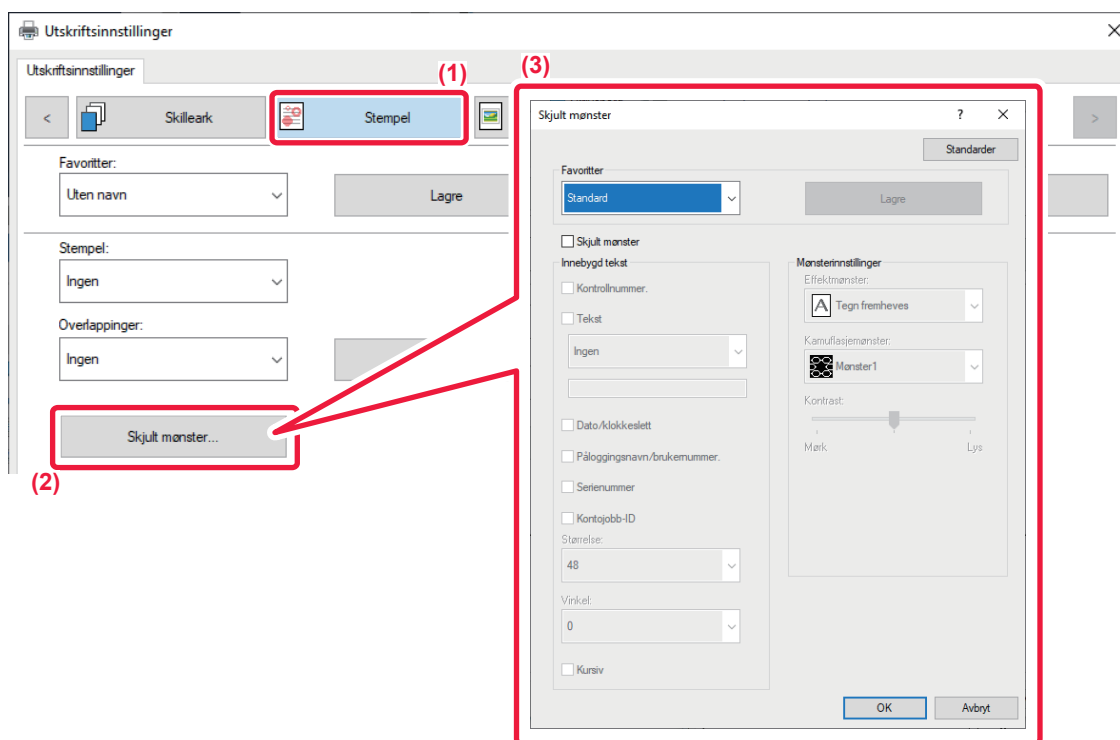 Utskriftsinnstillinger
Utskriftsinnstillinger
(1)
(3)
<
Skilleark
Stempel
>
Favoritter:
Uten navn
Lagre
Stempel:
Ingen
Overlappinger:
Ingen
Skjult mønster...
(2)
Skjult mønster
?
Standarder
Favoritter
Standard
Lagre
Skjult mønster
Innebygd tekst
Kontrollnummer.
Tekst
Ingen
Dato/klokkeslett
Påloggingsnavn/brukernummer.
Serienummer
Kontojobb-ID
Størrelse:
48
Vinkel:
0
Kursiv
Mønsterinnstillinger
Effektmønster:
A Tegn fremheves
Kamuflasjemønster:
Mønster1
Kontrast:
Mørk Lys
OK Avbryt